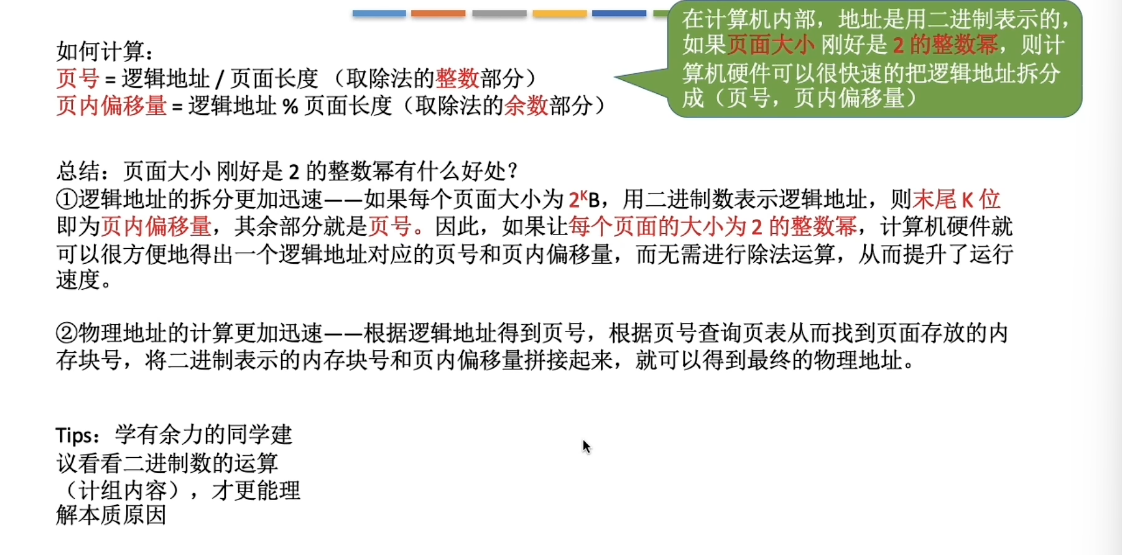 在计算机内部，地址是用二进制表示的，
如果页面大小 刚好是 2 的整数幂，则计
算机硬件可以很快速的把逻辑地址拆分
成（页号，页内偏移量）
如何计算：
页号 = 逻辑地址 / 页面长度 （取除法的整数部分）
页内偏移量 = 逻辑地址 % 页面长度（取除法的余数部分）
总结：页面大小 刚好是 2 的整数幂有什么好处？
①逻辑地址的拆分更加迅速——如果每个页面大小为 2ᴷB，用二进制数表示逻辑地址，则末尾 K 位
即为页内偏移量，其余部分就是页号。因此，如果让每个页面的大小为 2 的整数幂，计算机硬件就
可以很方便地得出一个逻辑地址对应的页号和页内偏移量，而无需进行除法运算，从而提升了运行
速度。
②物理地址的计算更加迅速——根据逻辑地址得到页号，根据页号查询页表从而找到页面存放的内
存块号，将二进制表示的内存块号和页内偏移量拼接起来，就可以得到最终的物理地址。
Tips：学有余力的同学建
议看看二进制数的运算
（计组内容），才更能理
解本质原因